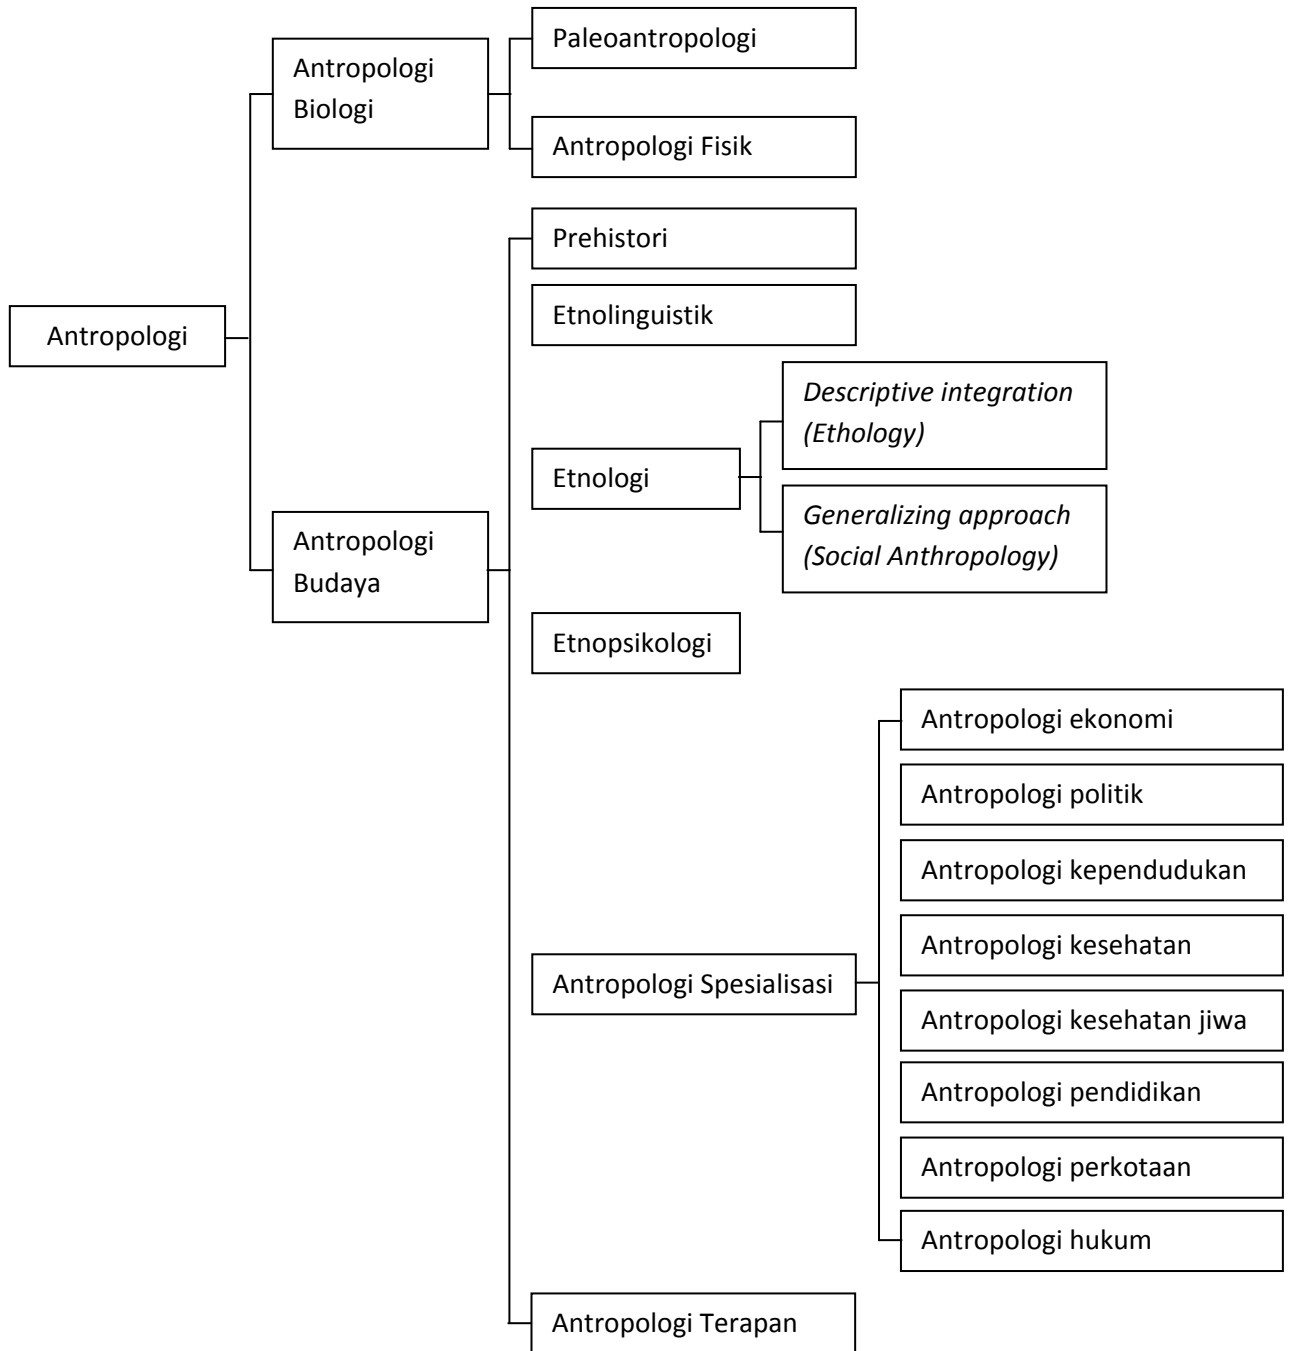 Paleoantropologi
Antropologi
Biologi
Antropologi Fisik
Prehistori
Etnolinguistik
Antropologi
Descriptive integration
(Ethology)
Etnologi
Generalizing approach
(Social Anthropology)
Antropologi
Budaya
Etnopsikologi
Antropologi ekonomi
Antropologi politik
Antropologi kependudukan
Antropologi kesehatan
Antropologi Spesialisasi
Antropologi kesehatan jiwa
Antropologi pendidikan
Antropologi perkotaan
Antropologi hukum
Antropologi Terapan